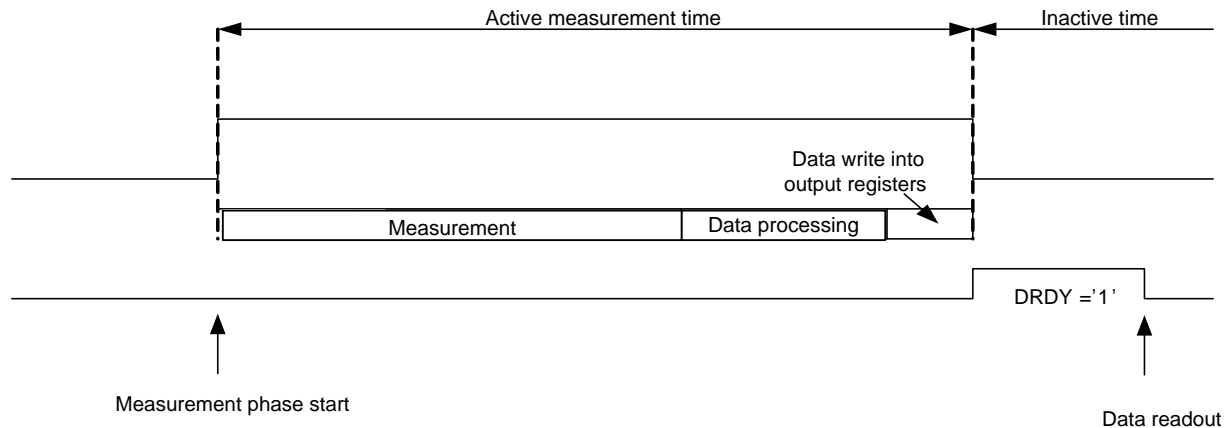 Active measurement time
Inactive time
Data write into
output registers
Measurement
Data processing
DRDY ='1'
Measurement phase start
Data readout